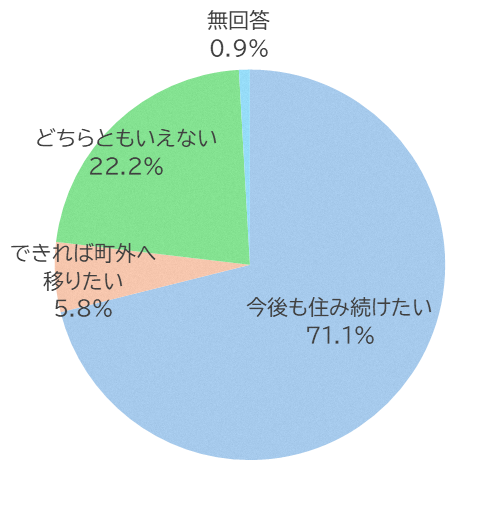 無回答
0.9%
どちらともいえない
22.2%
できれば町外へ
移りたい
5.8%
今後も住み続けたい
71.1%